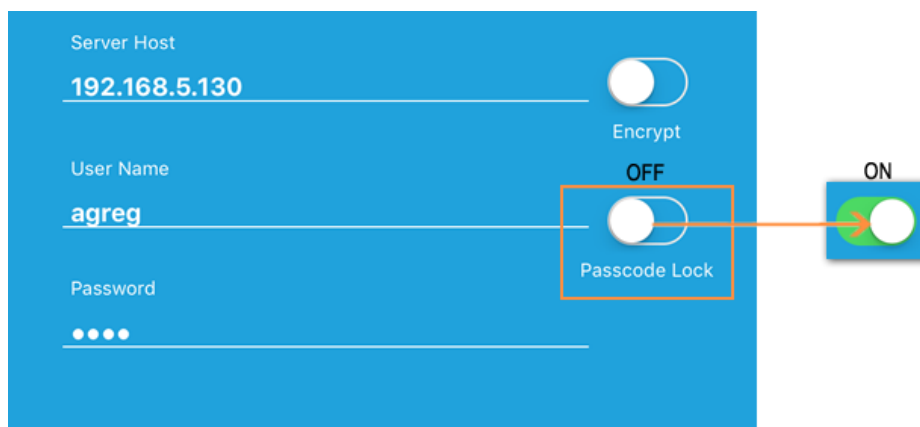 Server Host
192.168.5.130
Encrypt
User Name
OFF
ON
agreg
Passcode Lock
Password
••••